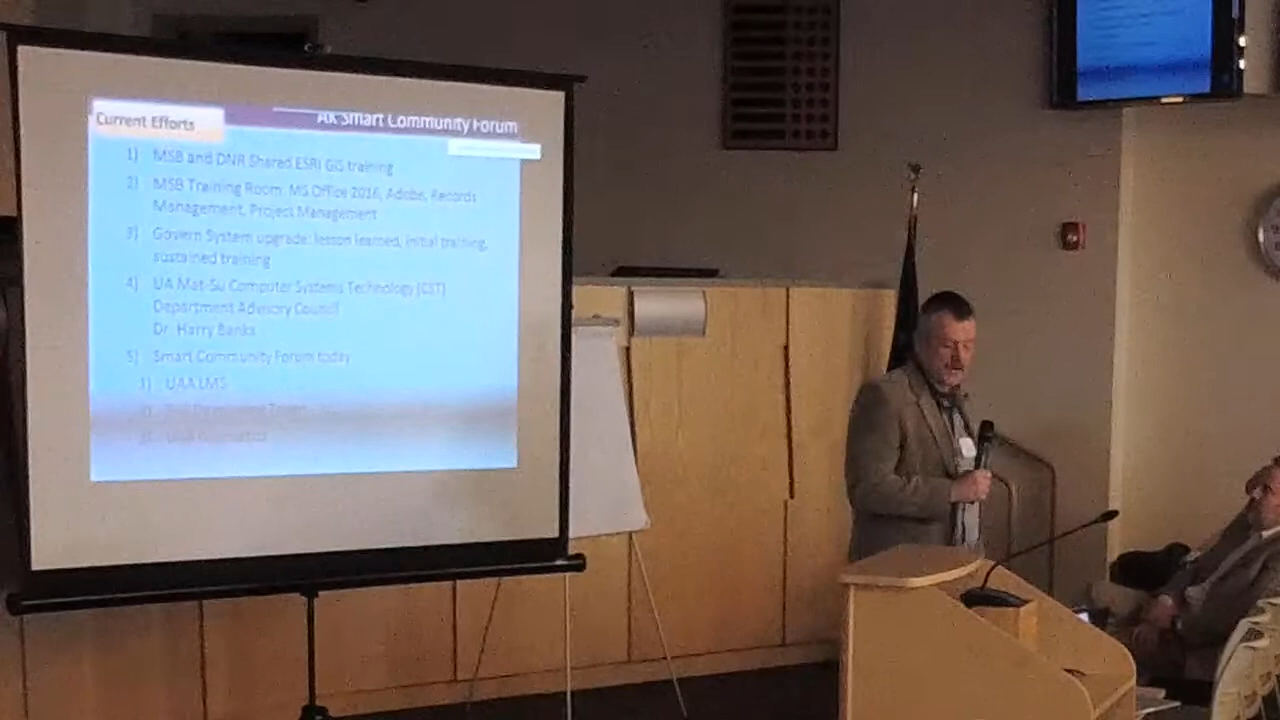 Current Efforts
AK Smart Community Forum
1) MSB and DNR Shared ESRI GIS training
2) MSB Training Room: MS Office 2016, Adobe, Records
Management, Project Management
3) Govern System upgrade: lesson learned, initial training,
sustained training
4) UA Mat-Su Computer Systems Technology (CST)
Department Advisory Council
Dr. Harry Banks
5) Smart Community Forum today
1) UAA LMS